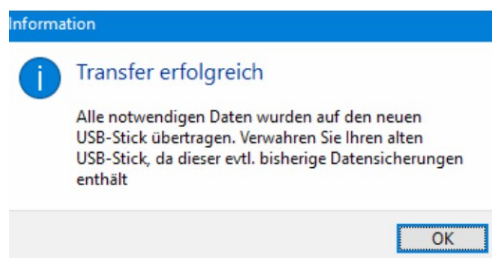 Information
Transfer erfolgreich
Alle notwendigen Daten wurden auf den neuen
USB-Stick übertragen. Verwahren Sie Ihren alten
USB-Stick, da dieser evtl. bisherige Datensicherungen
enthält
OK